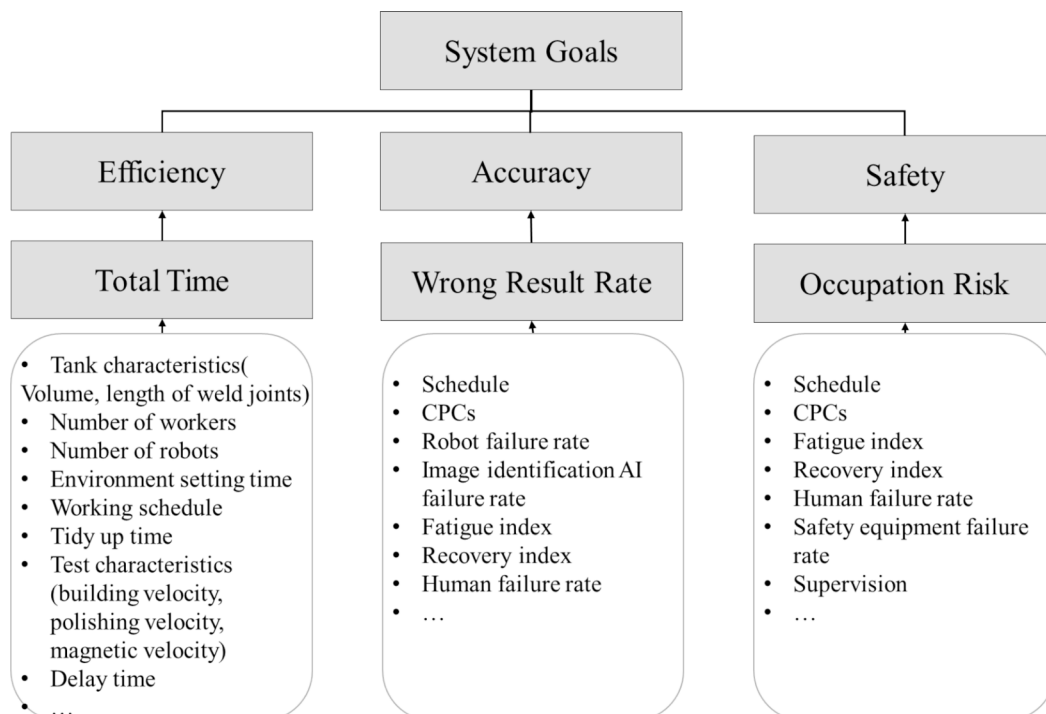 System Goals
Efficiency
Accuracy
Safety
Total Time
Wrong Result Rate
Occupation Risk
• Tank characteristics(
Volume, length of weld joints)
• Number of workers
• Number of robots
• Environment setting time
• Working schedule
• Tidy up time
• Test characteristics
(building velocity,
polishing velocity,
magnetic velocity)
• Delay time
• …
• Schedule
• CPCs
• Robot failure rate
• Image identification AI
failure rate
• Fatigue index
• Recovery index
• Human failure rate
• …
• Schedule
• CPCs
• Fatigue index
• Recovery index
• Human failure rate
• Safety equipment failure
rate
• Supervision
• …